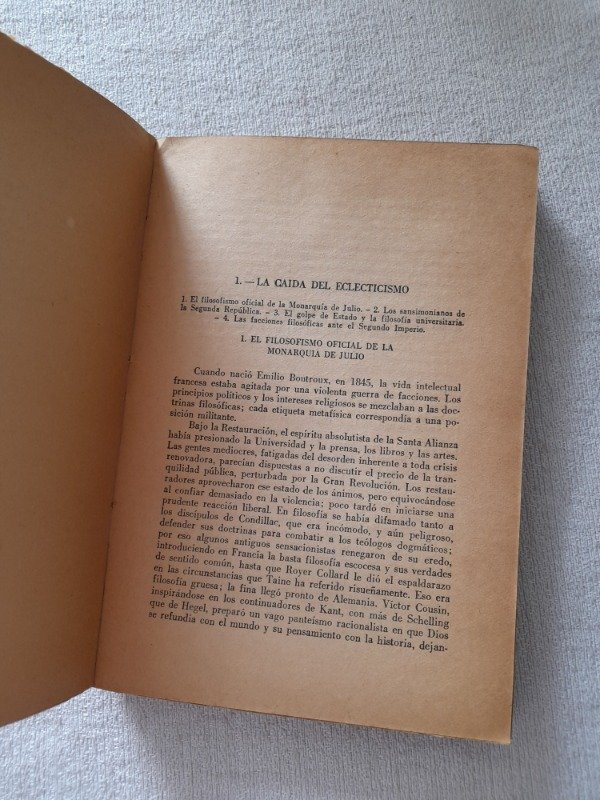 1. — LA CAIDA DEL ECLECTICISMO
1. El filosofismo oficial de la Monarquía de Julio. – 2. Los sansimonianos de
la Segunda República. – 3. El golpe de Estado y la filosofía universitaria.
– 4. Las facciones filosóficas ante el Segundo Imperio.
1. EL FILOSOFISMO OFICIAL DE LA
MONARQUIA DE JULIO
Cuando nació Emilio Boutroux, en 1845, la vida intelectual
francesa estaba agitada por una violenta guerra de facciones. Los
principios políticos y los intereses religiosos se mezclaban a las doc-
trinas filosóficas; cada etiqueta metafísica correspondía a una po-
sición militante.
Bajo la Restauración, el espíritu absolutista de la Santa Alianza
había presionado la Universidad y la prensa, los libros y las artes.
Las gentes mediocres, fatigadas del desorden inherente a toda crisis
renovadora, parecían dispuestas a no discutir el precio de la tran-
quilidad pública, perturbada por la Gran Revolución. Los restau-
radores aprovecharon ese estado de los ánimos, pero equivocándose
al confiar demasiado en la violencia; poco tardó en iniciarse una
prudente reacción liberal. En filosofía se había difamado tanto a
los discípulos de Condillac, que era incómodo, y aún peligroso,
defender sus doctrinas para combatir a los teólogos dogmáticos;
por eso algunos antiguos sensacionistas renegaron de su credo,
introduciendo en Francia la basta filosofía escocesa y sus verdades
de sentido común, hasta que Royer Collard le dió el espaldarazo
en las circunstancias que Taine ha referido risueñamente. Eso era
filosofía gruesa; la fina llegó pronto de Alemania. Víctor Cousin,
inspirándose en los continuadores de Kant, con más de Schelling
que de Hegel, preparó un vago panteísmo racionalista en que Dios
se refundía con el mundo y su pensamiento con la historia, dejan-